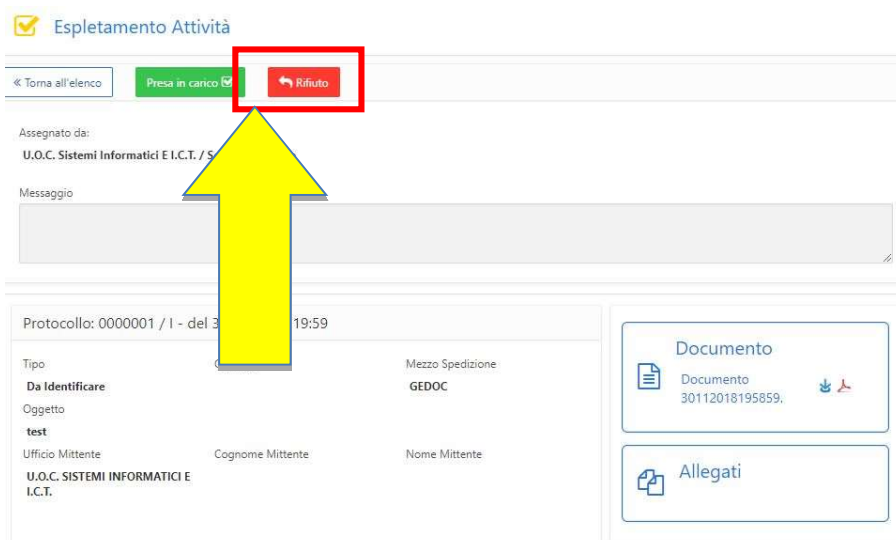 Espletamento Attività
« Torna all'elenco Presa in carico Rifiuto
Assegnato da:
U.O.C. Sistemi Informatici E I.C.T. /
Messaggio
Protocollo: 0000001 / I - del 3 19:59
Tipo Mezzo Spedizione
Da Identificare GEDOC
Oggetto
test
Ufficio Mittente Cognome Mittente Nome Mittente
U.O.C. SISTEMI INFORMATICI E
I.C.T.
Documento
Documento
30112018195859.
Allegati